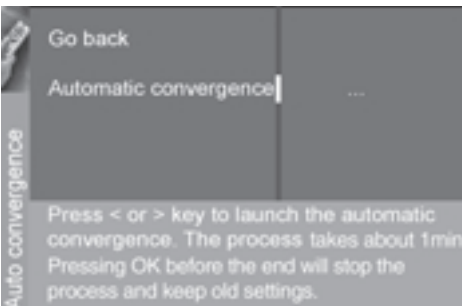 Go back
Automatic convergence ...
Auto convergence
Press < or > key to launch the automatic
convergence. The process takes about 1min
Pressing OK before the end will stop the
process and keep old settings.